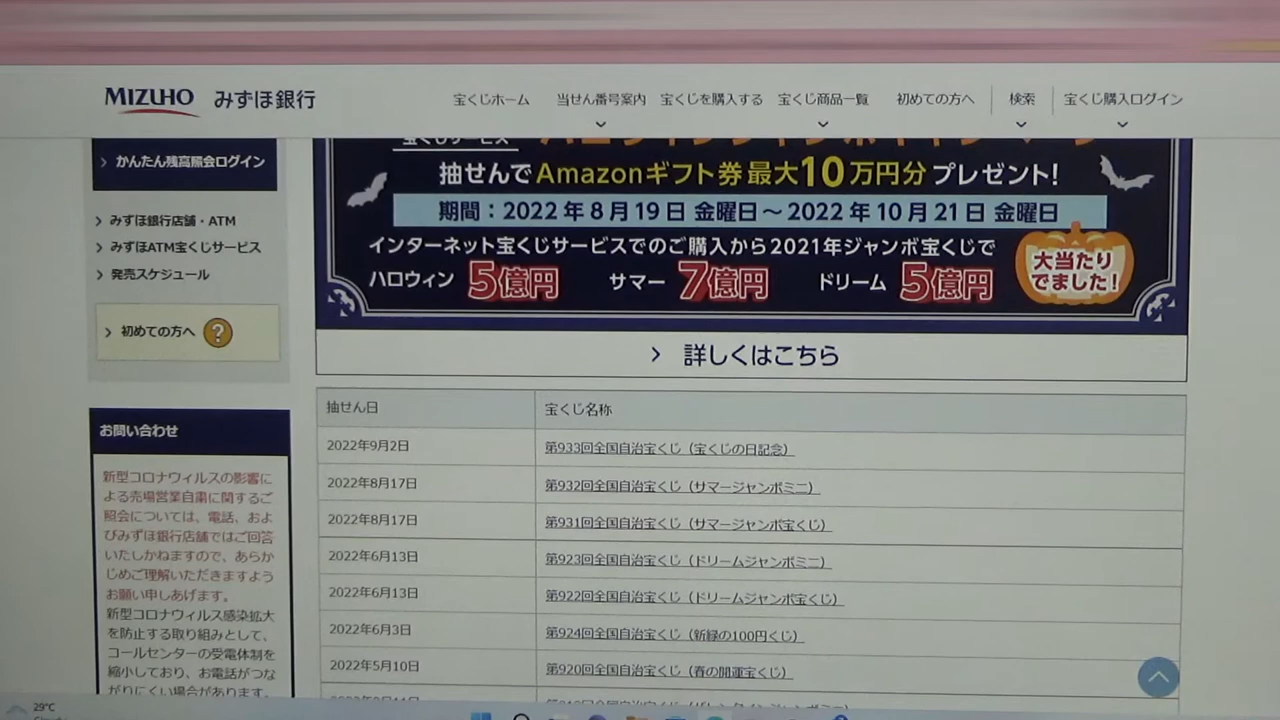 MIZUHO みずほ銀行
宝くじホーム 当せん番号案内 宝くじを購入する 宝くじ商品一覧 初めての方へ 検索 宝くじ購入ログイン
かんたん残高照会ログイン
みずほ銀行店舗・ATM
みずほATM宝くじサービス
発売スケジュール
初めての方へ ?
お問い合わせ
新型コロナウィルスの影響に
よる売場営業自粛に関するご
照会については、電話、およ
びみずほ銀行店舗ではご回答
いたしかねますので、あらか
じめご理解いただきますよう
お願い申しあげます。
新型コロナウィルス感染拡大
を防止する取り組みとして、
コールセンターの受電体制を
縮小しており、お電話がつな
がりにくい場合があります。
抽せんでAmazonギフト券最大10万円分プレゼント!
期間：2022年8月19日 金曜日～2022年10月21日 金曜日
インターネット宝くじサービスでのご購入から2021年ジャンボ宝くじで
ハロウィン 5億円 サマー 7億円 ドリーム 5億円
大当たり
でました!
詳しくはこちら
抽せん日 宝くじ名称
2022年9月2日 第933回全国自治宝くじ（宝くじの日記念）
2022年8月17日 第932回全国自治宝くじ（サマージャンボミニ）
2022年8月17日 第931回全国自治宝くじ（サマージャンボ宝くじ）
2022年6月13日 第923回全国自治宝くじ（ドリームジャンボミニ）
2022年6月13日 第922回全国自治宝くじ（ドリームジャンボ宝くじ）
2022年6月3日 第924回全国自治宝くじ（新緑の100円くじ）
2022年5月10日 第920回全国自治宝くじ（春の開運宝くじ）
29°C